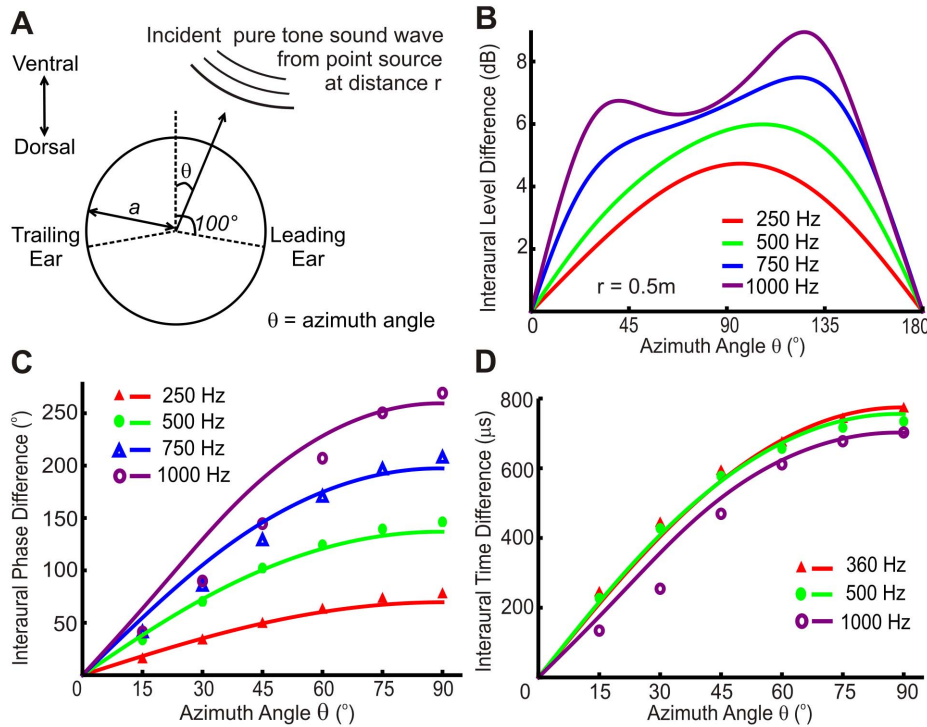 A
Incident pure tone sound wave
from point source
at distance r
Ventral
Dorsal
θ
a
100°
Trailing
Ear
Leading
Ear
θ = azimuth angle
B
Interaural Level Difference (dB)
8
6
4
2
250 Hz
500 Hz
750 Hz
1000 Hz
r = 0.5m
0 45 90 135 180
Azimuth Angle θ (°)
C
Interaural Phase Difference (°)
250
200
150
100
50
250 Hz
500 Hz
750 Hz
1000 Hz
0 15 30 45 60 75 90
Azimuth Angle θ (°)
D
Interaural Time Difference (µs)
800
600
400
200
360 Hz
500 Hz
1000 Hz
0 15 30 45 60 75 90
Azimuth Angle θ (°)